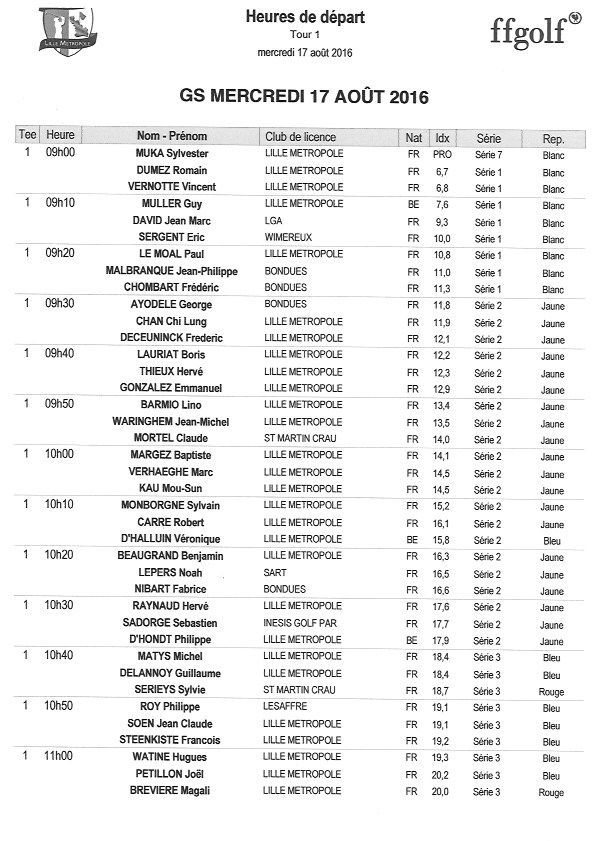 LILLE METROPOLE
Heures de départ
Tour 1
mercredi 17 août 2016
ffgolf
GS MERCREDI 17 AOÛT 2016
Tee Heure Nom - Prénom Club de licence Nat Idx Série Rep.
1 09h00 MUKA Sylvester LILLE METROPOLE FR PRO Série 7 Blanc
DUMEZ Romain LILLE METROPOLE FR 6,7 Série 1 Blanc
VERNOTTE Vincent LILLE METROPOLE FR 6,8 Série 1 Blanc
1 09h10 MULLER Guy LILLE METROPOLE BE 7,6 Série 1 Blanc
DAVID Jean Marc LGA FR 9,3 Série 1 Blanc
SERGENT Eric WIMEREUX FR 10,0 Série 1 Blanc
1 09h20 LE MOAL Paul LILLE METROPOLE FR 10,8 Série 1 Blanc
MALBRANQUE Jean-Philippe BONDUES FR 11,0 Série 1 Blanc
CHOMBART Frédéric BONDUES FR 11,3 Série 1 Blanc
1 09h30 AYODELE George BONDUES FR 11,8 Série 2 Jaune
CHAN Chi Lung LILLE METROPOLE FR 11,9 Série 2 Jaune
DECEUNINCK Frederic LILLE METROPOLE FR 12,1 Série 2 Jaune
1 09h40 LAURIAT Boris LILLE METROPOLE FR 12,2 Série 2 Jaune
THIEUX Hervé LILLE METROPOLE FR 12,3 Série 2 Jaune
GONZALEZ Emmanuel LILLE METROPOLE FR 12,9 Série 2 Jaune
1 09h50 BARMIO Lino LILLE METROPOLE FR 13,4 Série 2 Jaune
WARINGHEM Jean-Michel LILLE METROPOLE FR 13,5 Série 2 Jaune
MORTEL Claude ST MARTIN CRAU FR 14,0 Série 2 Jaune
1 10h00 MARGEZ Baptiste LILLE METROPOLE FR 14,1 Série 2 Jaune
VERHAEGHE Marc LILLE METROPOLE FR 14,5 Série 2 Jaune
KAU Mou-Sun LILLE METROPOLE FR 14,5 Série 2 Jaune
1 10h10 MONBORGNE Sylvain LILLE METROPOLE FR 15,2 Série 2 Jaune
CARRE Robert LILLE METROPOLE FR 16,1 Série 2 Jaune
D'HALLUIN Véronique LILLE METROPOLE BE 15,8 Série 2 Bleu
1 10h20 BEAUGRAND Benjamin LILLE METROPOLE FR 16,3 Série 2 Jaune
LEPERS Noah SART FR 16,5 Série 2 Jaune
NIBART Fabrice BONDUES FR 16,6 Série 2 Jaune
1 10h30 RAYNAUD Hervé LILLE METROPOLE FR 17,6 Série 2 Jaune
SADORGE Sebastien INESIS GOLF PAR FR 17,7 Série 2 Jaune
D'HONDT Philippe LILLE METROPOLE BE 17,9 Série 2 Jaune
1 10h40 MATYS Michel LILLE METROPOLE FR 18,4 Série 3 Bleu
DELANNOY Guillaume LILLE METROPOLE FR 18,4 Série 3 Bleu
SERIEYS Sylvie ST MARTIN CRAU FR 18,7 Série 3 Rouge
1 10h50 ROY Philippe LESAFFRE FR 19,1 Série 3 Bleu
SOEN Jean Claude LILLE METROPOLE FR 19,1 Série 3 Bleu
STEENKISTE Francois LILLE METROPOLE FR 19,2 Série 3 Bleu
1 11h00 WATINE Hugues LILLE METROPOLE FR 19,3 Série 3 Bleu
PETILLON Joël LILLE METROPOLE FR 20,2 Série 3 Bleu
BREVIERE Magali LILLE METROPOLE FR 20,0 Série 3 Rouge